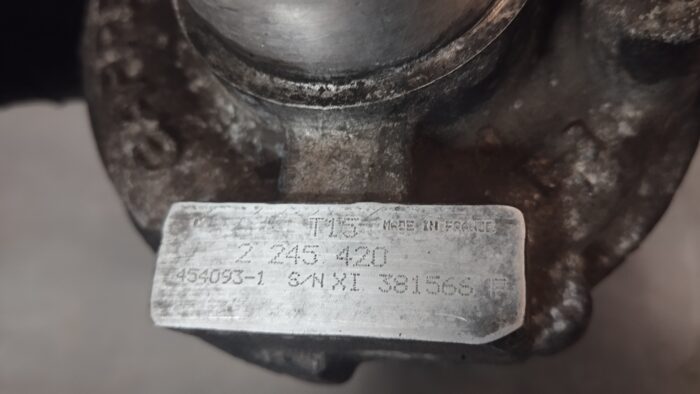 T15 MADE IN FRANCE
2 245 420
454093-1 S/N XI 381566